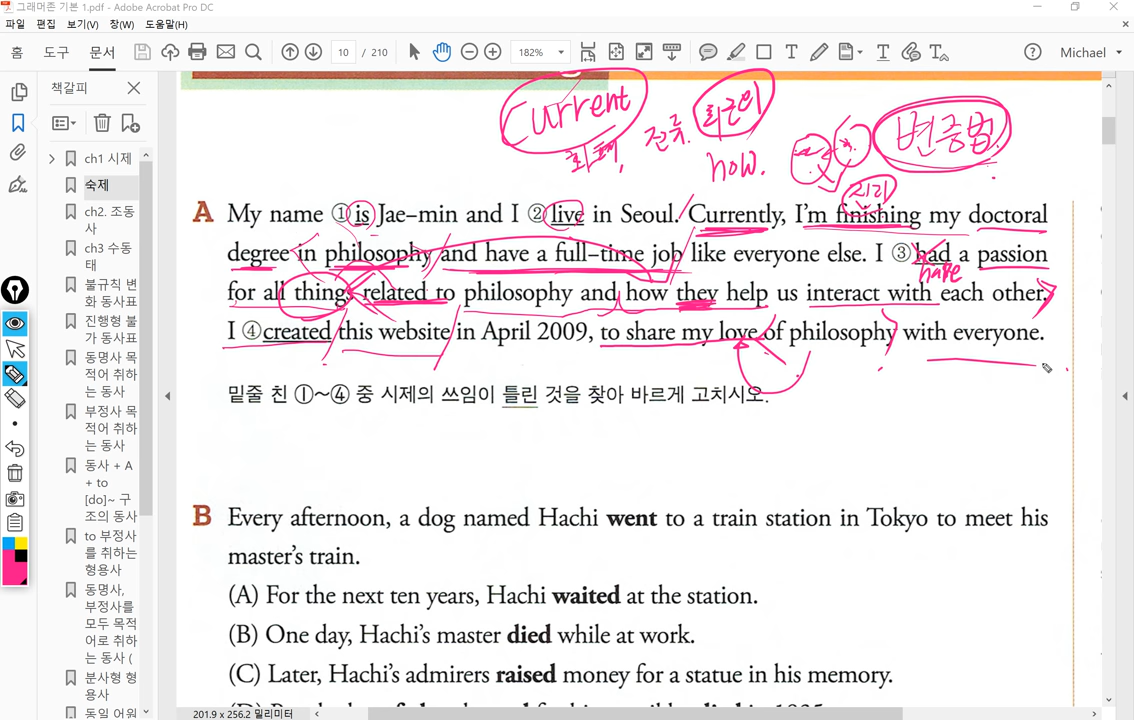 그래머존 기본 1.pdf - Adobe Acrobat Pro DC
파일 편집 보기(V) 창(W) 도움말(H)
홈 도구 문서 10 / 210 182% Michael
책갈피
ch1 시제
숙제
ch2. 조동사
ch3 수동태
불규칙 변화 동사표
진행형 불가 동사표
동명사 목적어 취하는 동사
부정사 목적어 취하는 동사
동사 + A + to [do]~ 구조의 동사
to 부정사를 취하는 형용사
동명사, 부정사를 모두 목적어로 취하는 동사 (
분사형 형용사
동일 어원
Current
화폐, 전류. 최근의
now.
변증법.
진리
A My name ① is Jae-min and I ② live in Seoul. Currently, I'm finishing my doctoral
degree in philosophy and have a full-time job like everyone else. I ③ had a passion
have
for all things related to philosophy and how they help us interact with each other.
I ④ created this website in April 2009, to share my love of philosophy with everyone.
밑줄 친 ①~④ 중 시제의 쓰임이 틀린 것을 찾아 바르게 고치시오.
B Every afternoon, a dog named Hachi went to a train station in Tokyo to meet his
master's train.
(A) For the next ten years, Hachi waited at the station.
(B) One day, Hachi's master died while at work.
(C) Later, Hachi's admirers raised money for a statue in his memory.
201.9 x 256.2 밀리미터